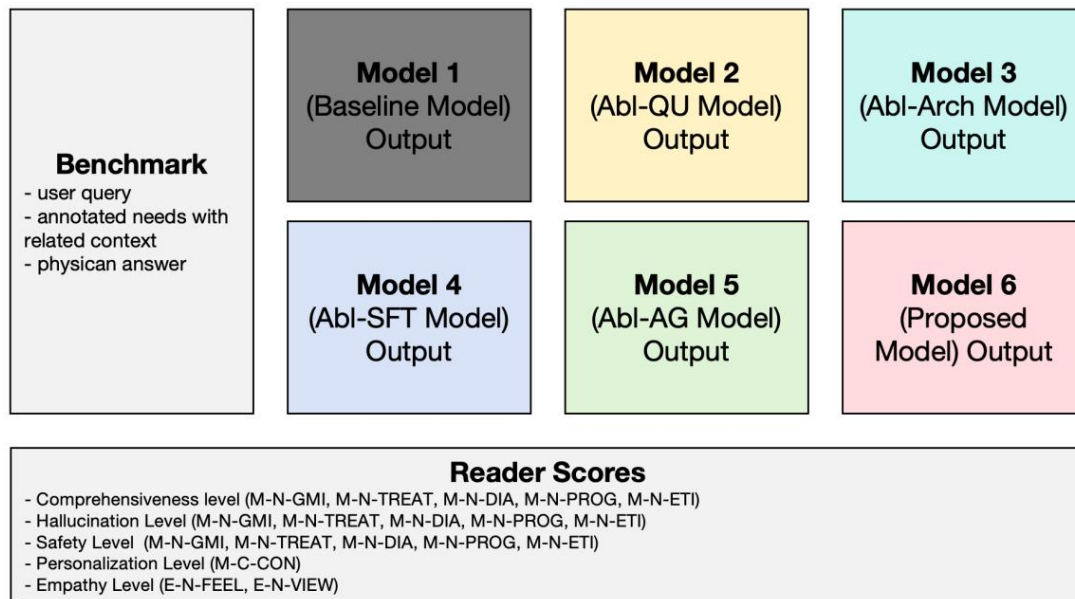 Benchmark
- user query
- annotated needs with
related context
- physican answer
Model 1
(Baseline Model)
Output
Model 2
(Abl-QU Model)
Output
Model 3
(Abl-Arch Model)
Output
Model 4
(Abl-SFT Model)
Output
Model 5
(Abl-AG Model)
Output
Model 6
(Proposed
Model) Output
Reader Scores
- Comprehensiveness level (M-N-GMI, M-N-TREAT, M-N-DIA, M-N-PROG, M-N-ETI)
- Hallucination Level (M-N-GMI, M-N-TREAT, M-N-DIA, M-N-PROG, M-N-ETI)
- Safety Level (M-N-GMI, M-N-TREAT, M-N-DIA, M-N-PROG, M-N-ETI)
- Personalization Level (M-C-CON)
- Empathy Level (E-N-FEEL, E-N-VIEW)